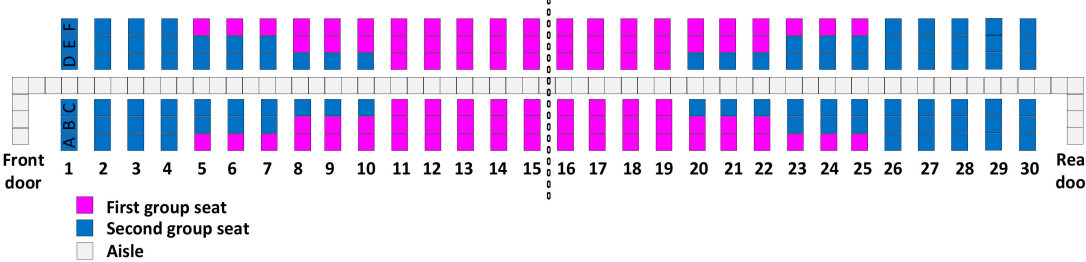 D E F
A B C
Front door
1 2 3 4 5 6 7 8 9 10 11 12 13 14 15 16 17 18 19 20 21 22 23 24 25 26 27 28 29 30
Rea
doo
First group seat
Second group seat
Aisle